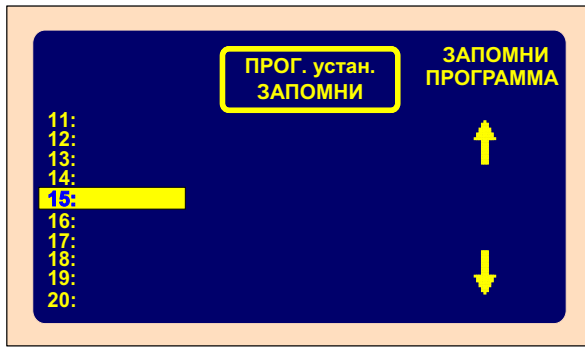 ПРОГ. устан.
ЗАПОМНИ
ЗАПОМНИ
ПРОГРАММА
11:
12:
13:
14:
15:
16:
17:
18:
19:
20: